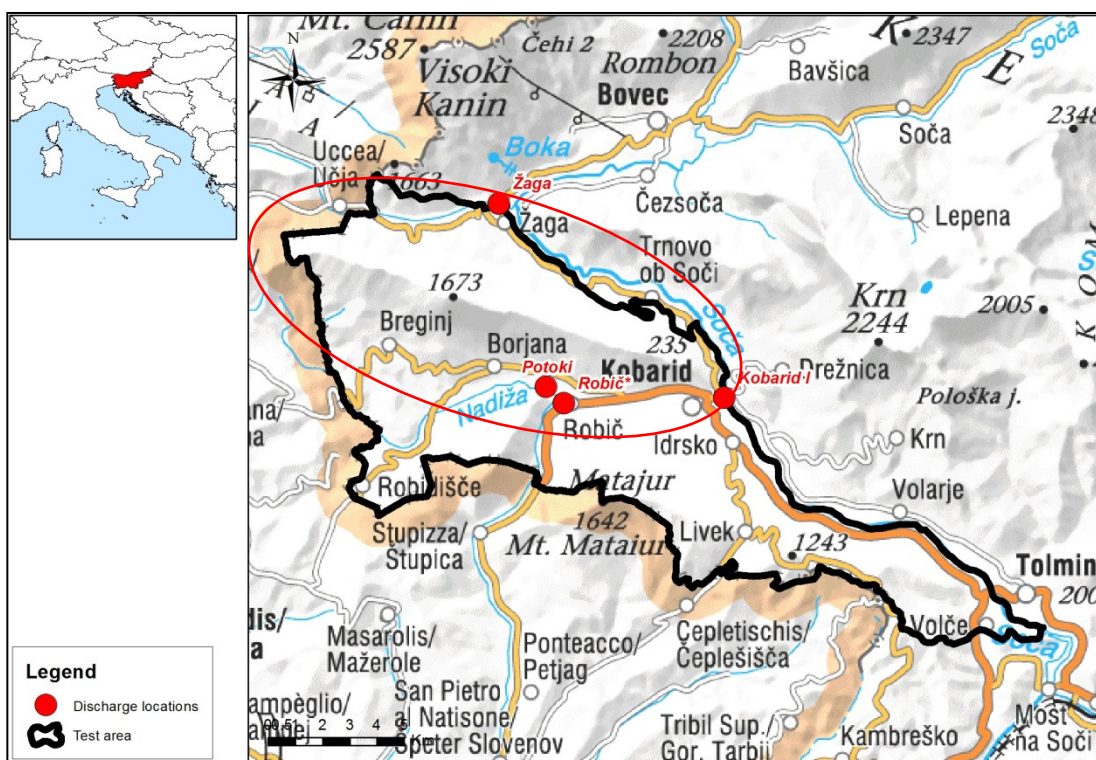 Mt. Canin
2587
Visoki
Kanin
Čehi 2
2208
Rombon
Bovec
Bavšica
K
E
2347
Soča
Soča
2348
N
A
A
Uccea/
Učja
1663
Boka
Žaga
Žaga
Čezsoča
Lepena
Trnovo
ob Soči
Soča
1673
Krn
2244
2005
K O M
Breginj
Borjana
235
Kobarid
Drežnica
Potoki
Robič*
Kobarid I
Nadiža
Robič
Idrsko
Pološka j.
Krn
Robidišče
Matajur
Volarje
Stupizza/
Štupica
1642
Mt. Mataiur
Livek
1243
Tolmin
200
Volče
Soča
Masarolis/
Mažerole
Ponteacco/
Petjag
Čepletischis/
Čeplešišča
San Pietro
al Natisone/
Špeter Slovenov
Tribil Sup./
Gor. Tarbij
Kambreško
Most
na Soči
Legend
Discharge locations
Test area